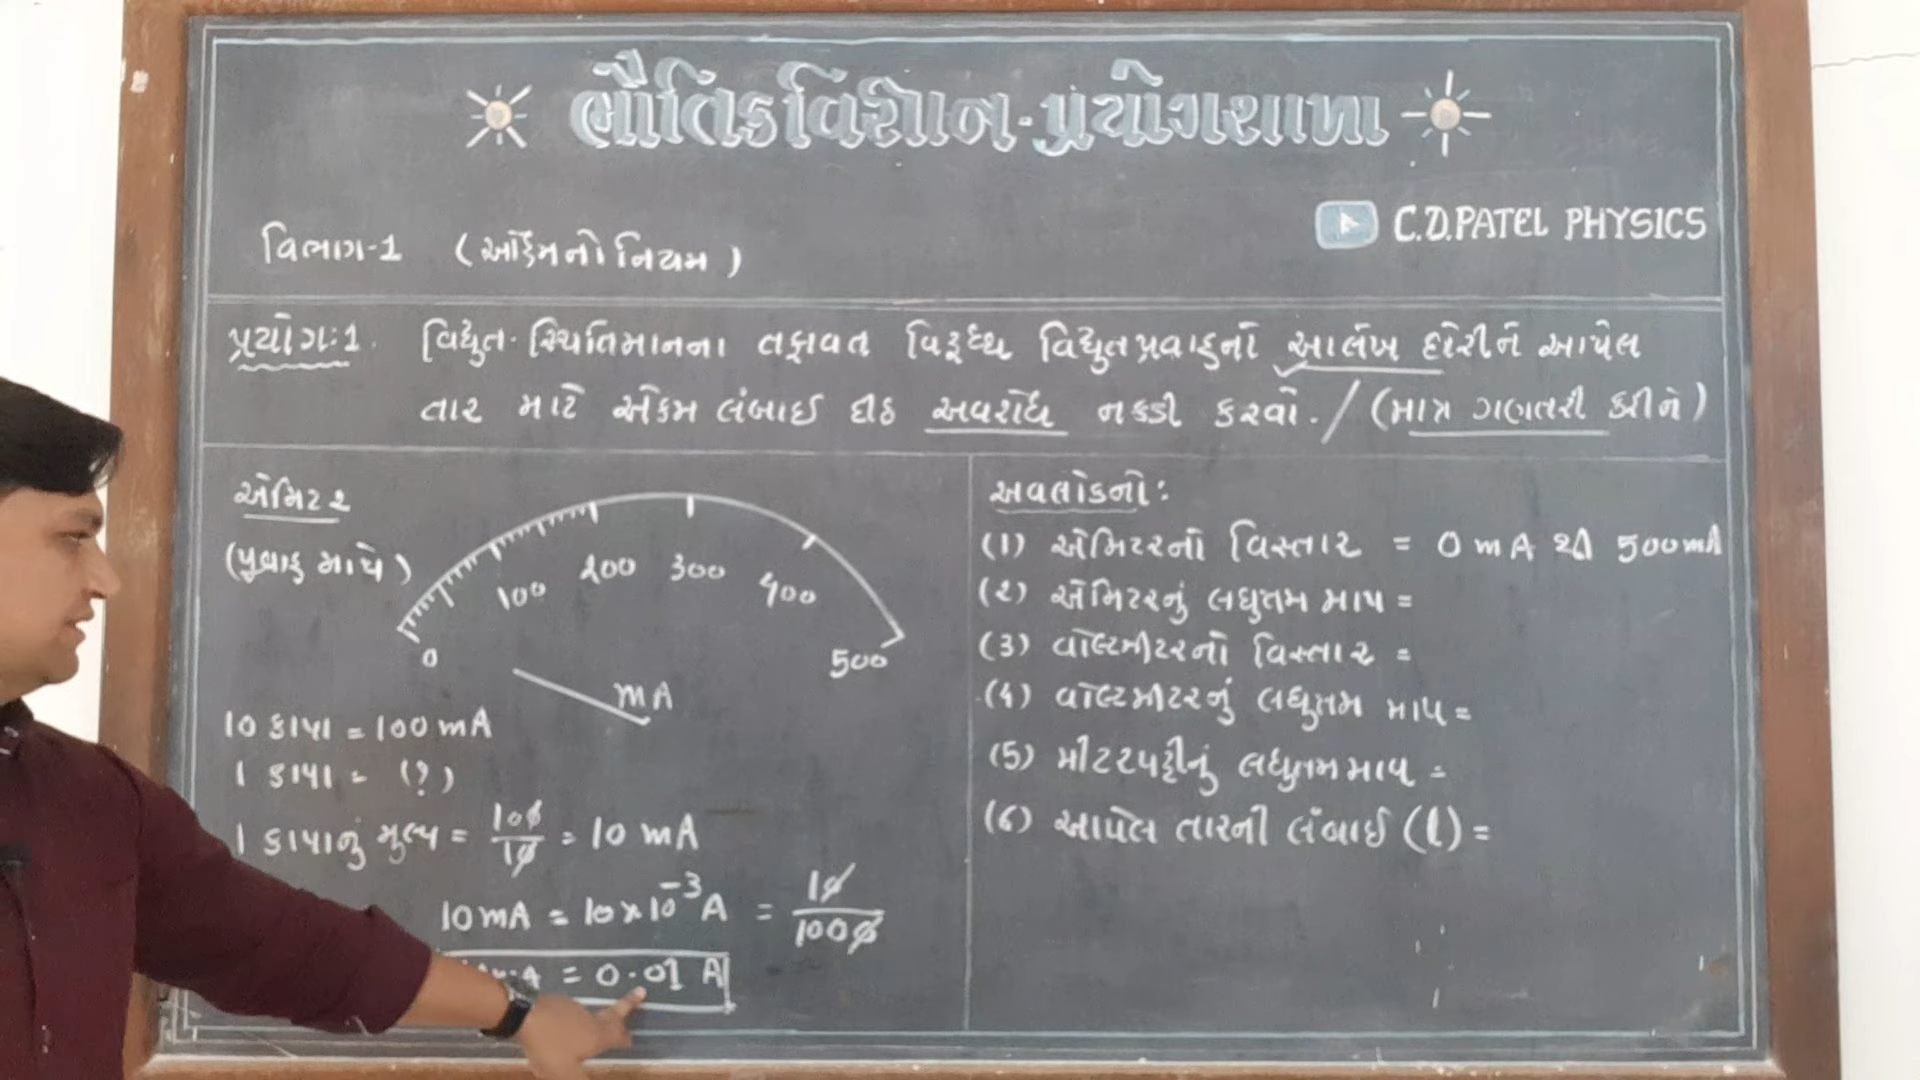 ભૌતિકવિજ્ઞાન-પ્રયોગશાળા
C.D.PATEL PHYSICS
વિભાગ-1 (ઓહમનો નિયમ)
પ્રયોગ:1. વિદ્યુત-સ્થિતિમાનના તફાવત વિરૂધ્ધ વિદ્યુતપ્રવાહનો આલેખ દોરીને આપેલ
તાર માટે એકમ લંબાઈ દીઠ અવરોધ નક્કી કરવો. / (માત્ર ગણતરી કરીને)
એમિટર
(પ્રવાહ માપે)
0 100 200 300 400 500
mA
10 કાપા = 100 mA
1 કાપા = (?)
1 કાપાનું મુલ્ય = 100/10 = 10 mA
10 mA = 10 x 10⁻³ A = 10/1000
= 0.01 A
અવલોકનો:
(1) એમિટરનો વિસ્તાર = 0 mA થી 500 mA
(2) એમિટરનું લઘુતમ માપ =
(3) વોલ્ટમીટરનો વિસ્તાર =
(4) વોલ્ટમીટરનું લઘુતમ માપ =
(5) મીટરપટ્ટીનું લઘુતમ માપ =
(6) આપેલ તારની લંબાઈ (l) =